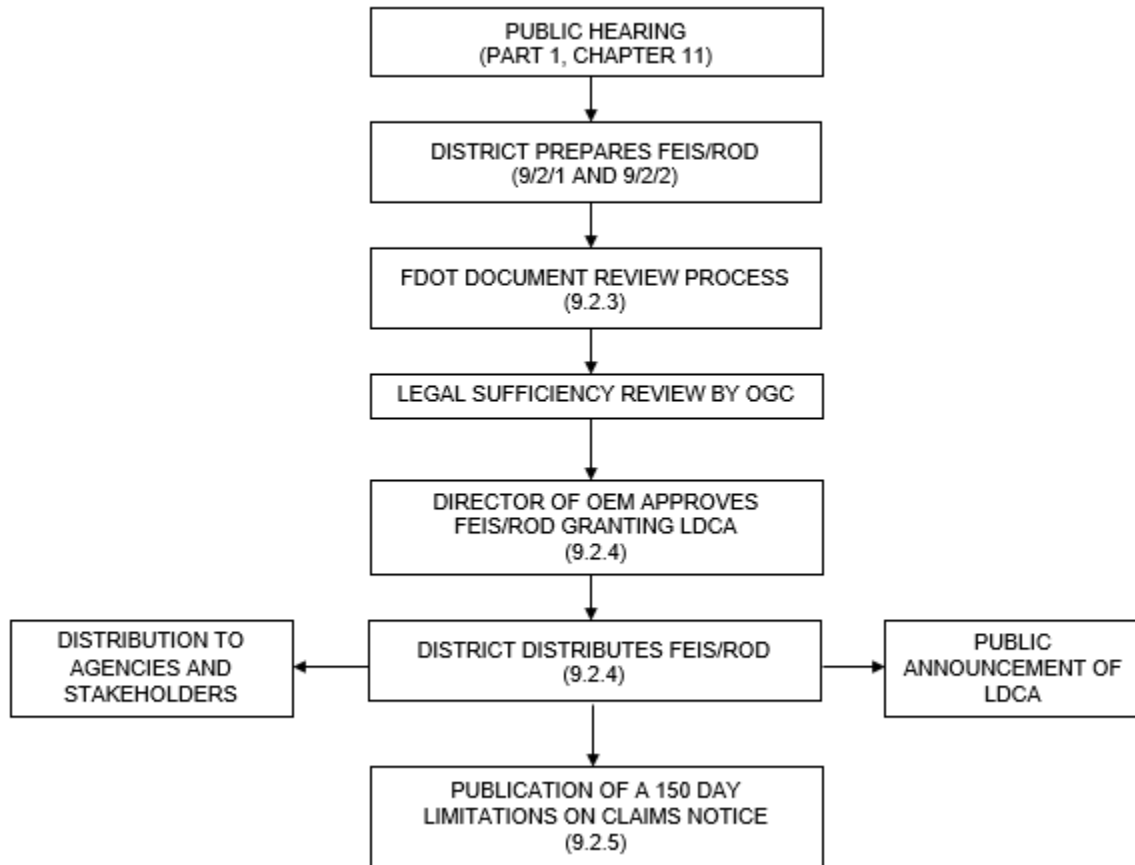 PUBLIC HEARING
(PART 1, CHAPTER 11)
DISTRICT PREPARES FEIS/ROD
(9/2/1 AND 9/2/2)
FDOT DOCUMENT REVIEW PROCESS
(9.2.3)
LEGAL SUFFICIENCY REVIEW BY OGC
DIRECTOR OF OEM APPROVES
FEIS/ROD GRANTING LDCA
(9.2.4)
DISTRIBUTION TO
AGENCIES AND
STAKEHOLDERS
DISTRICT DISTRIBUTES FEIS/ROD
(9.2.4)
PUBLIC
ANNOUNCEMENT OF
LDCA
PUBLICATION OF A 150 DAY
LIMITATIONS ON CLAIMS NOTICE
(9.2.5)